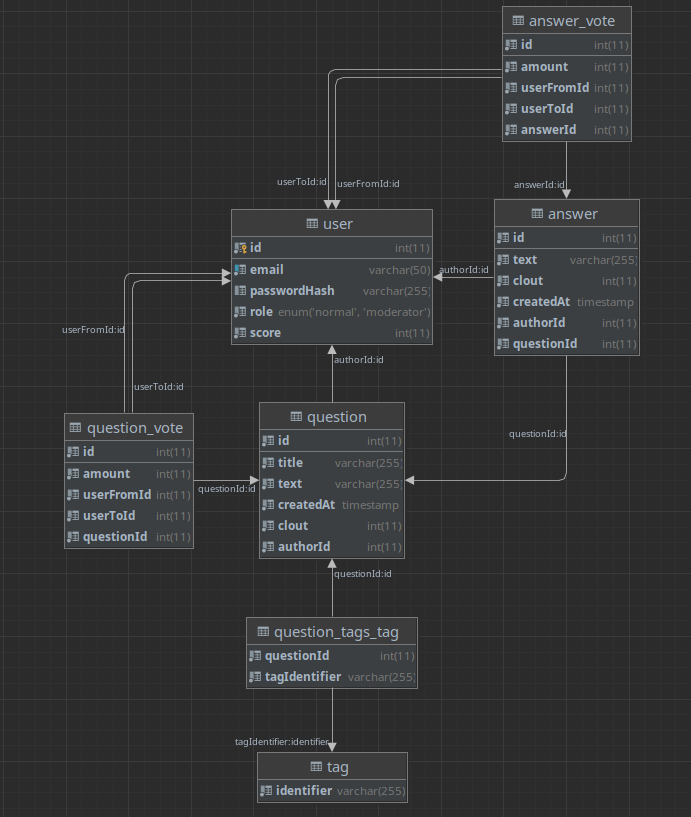 answer_vote
id int(11)
amount int(11)
userFromId int(11)
userToId int(11)
answerId int(11)
userToId:id
userFromId:id
answerId:id
user
id int(11)
email varchar(50)
passwordHash varchar(255)
role enum('normal', 'moderator')
score int(11)
answer
id int(11)
text varchar(255)
clout int(11)
createdAt timestamp
authorId int(11)
questionId int(11)
authorId:id
userFromId:id
userToId:id
authorId:id
question_vote
id int(11)
amount int(11)
userFromId int(11)
userToId int(11)
questionId int(11)
questionId:id
question
id int(11)
title varchar(255)
text varchar(255)
createdAt timestamp
clout int(11)
authorId int(11)
questionId:id
questionId:id
question_tags_tag
questionId int(11)
tagIdentifier varchar(255)
tagIdentifier:identifier
tag
identifier varchar(255)